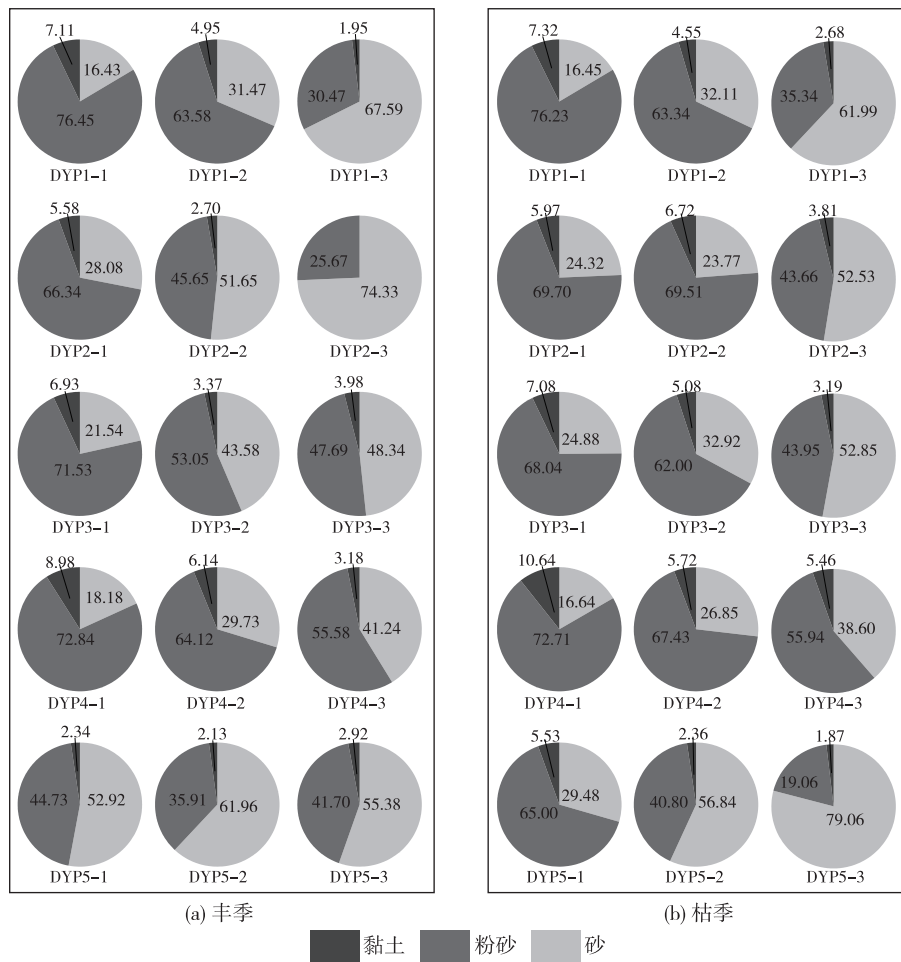 7.11 4.95 1.95
16.43 31.47 30.47
76.45 63.58 67.59
DYP1-1 DYP1-2 DYP1-3
5.58 2.70
28.08 45.65 51.65 25.67
66.34 74.33
DYP2-1 DYP2-2 DYP2-3
6.93 3.37 3.98
21.54 43.58 47.69 48.34
71.53 53.05
DYP3-1 DYP3-2 DYP3-3
8.98 6.14 3.18
18.18 29.73 55.58 41.24
72.84 64.12
DYP4-1 DYP4-2 DYP4-3
2.34 2.13 2.92
44.73 52.92 35.91 61.96 41.70 55.38
DYP5-1 DYP5-2 DYP5-3
(a) 丰季
7.32 4.55 2.68
16.45 32.11 35.34
76.23 63.34 61.99
DYP1-1 DYP1-2 DYP1-3
5.97 6.72 3.81
24.32 23.77 43.66 52.53
69.70 69.51
DYP2-1 DYP2-2 DYP2-3
7.08 5.08 3.19
24.88 32.92 43.95 52.85
68.04 62.00
DYP3-1 DYP3-2 DYP3-3
10.64 5.72 5.46
16.64 26.85 38.60
72.71 67.43 55.94
DYP4-1 DYP4-2 DYP4-3
5.53 2.36 1.87
29.48 40.80 56.84 19.06
65.00 79.06
DYP5-1 DYP5-2 DYP5-3
(b) 枯季
黏土 粉砂 砂